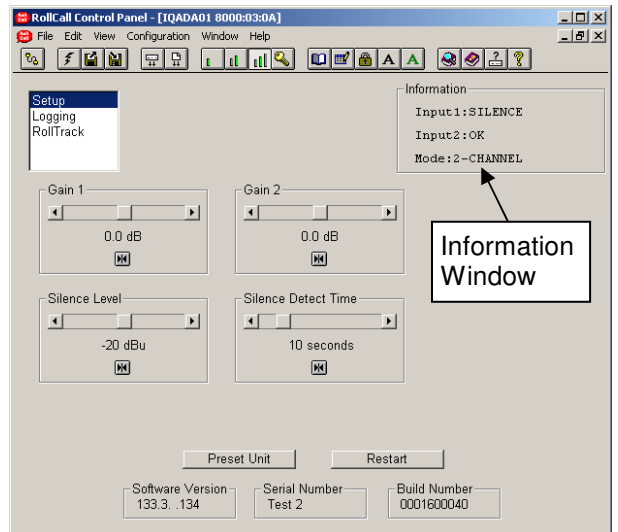 RollCall Control Panel - [IQADA01 8000:03:0A]
File Edit View Configuration Window Help
A A
Setup
Logging
RollTrack
Information
Input1:SILENCE
Input2:OK
Mode:2-CHANNEL
Gain 1
0.0 dB
Gain 2
0.0 dB
Information
Window
Silence Level
-20 dBu
Silence Detect Time
10 seconds
Preset Unit
Restart
Software Version
133.3. .134
Serial Number
Test 2
Build Number
0001600040